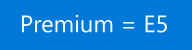 Premium = E5